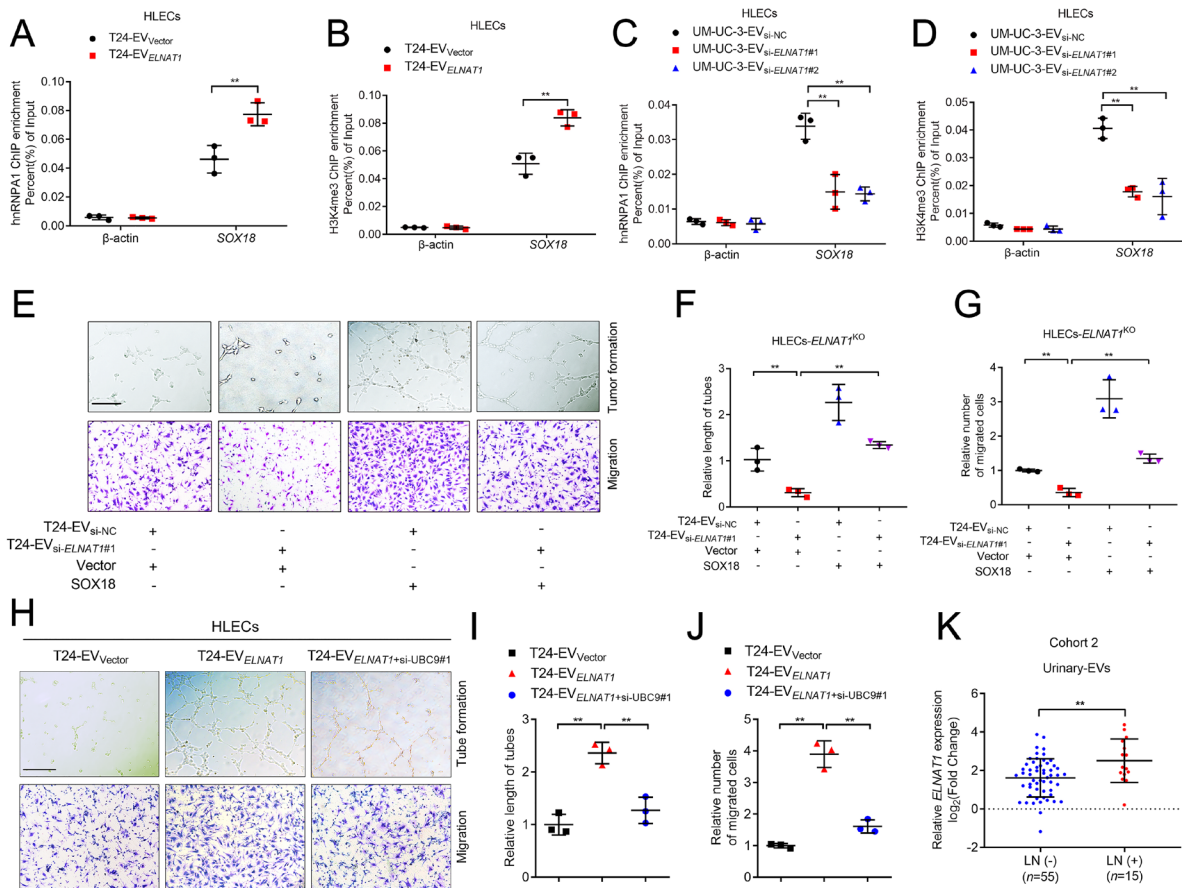 A
HLECs
T24-EVVector
T24-EVELNAT1
hnRNPA1 ChIP enrichment
Percent(%) of Input
0.10
0.08
0.06
0.04
0.02
0.00
**
β-actin
SOX18
B
HLECs
T24-EVVector
T24-EVELNAT1
H3K4me3 ChIP enrichment
Percent(%) of Input
0.10
0.08
0.06
0.04
0.02
0.00
**
β-actin
SOX18
C
HLECs
UM-UC-3-EVsi-NC
UM-UC-3-EVsi-ELNAT1#1
UM-UC-3-EVsi-ELNAT1#2
hnRNPA1 ChIP enrichment
Percent(%) of Input
0.04
0.03
0.02
0.01
0.00
**
**
β-actin
SOX18
D
HLECs
UM-UC-3-EVsi-NC
UM-UC-3-EVsi-ELNAT1#1
UM-UC-3-EVsi-ELNAT1#2
H3K4me3 ChIP enrichment
Percent(%) of Input
0.05
0.04
0.03
0.02
0.01
0.00
**
**
β-actin
SOX18
E
Tumor formation
Migration
T24-EVsi-NC + - + -
T24-EVsi-ELNAT1#1 - + - +
Vector + + - -
SOX18 - - + +
F
HLECs-ELNAT1KO
Relative length of tubes
3
2
1
0
** **
T24-EVsi-NC + - + -
T24-EVsi-ELNAT1#1 - + - +
Vector + + - -
SOX18 - - + +
G
HLECs-ELNAT1KO
Relative number
of migrated cells
4
3
2
1
0
** **
T24-EVsi-NC + - + -
T24-EVsi-ELNAT1#1 - + - +
Vector + + - -
SOX18 - - + +
H
HLECs
T24-EVVector T24-EVELNAT1 T24-EVELNAT1+si-UBC9#1
Tube formation
Migration
I
T24-EVVector
T24-EVELNAT1
T24-EVELNAT1+si-UBC9#1
Relative length of tubes
3
2
1
0
** **
J
T24-EVVector
T24-EVELNAT1
T24-EVELNAT1+si-UBC9#1
Relative number
of migrated cells
5
4
3
2
1
0
** **
K
Cohort 2
Urinary-EVs
Relative ELNAT1 expression
log2(Fold Change)
6
4
2
0
-2
-4
**
LN (-)
(n=55)
LN (+)
(n=15)